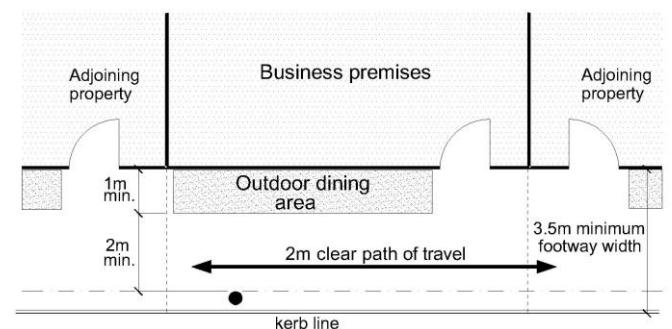 Adjoining
property
Business premises
Adjoining
property
1m
min.
Outdoor dining
area
2m
min.
2m clear path of travel
3.5m minimum
footway width
kerb line